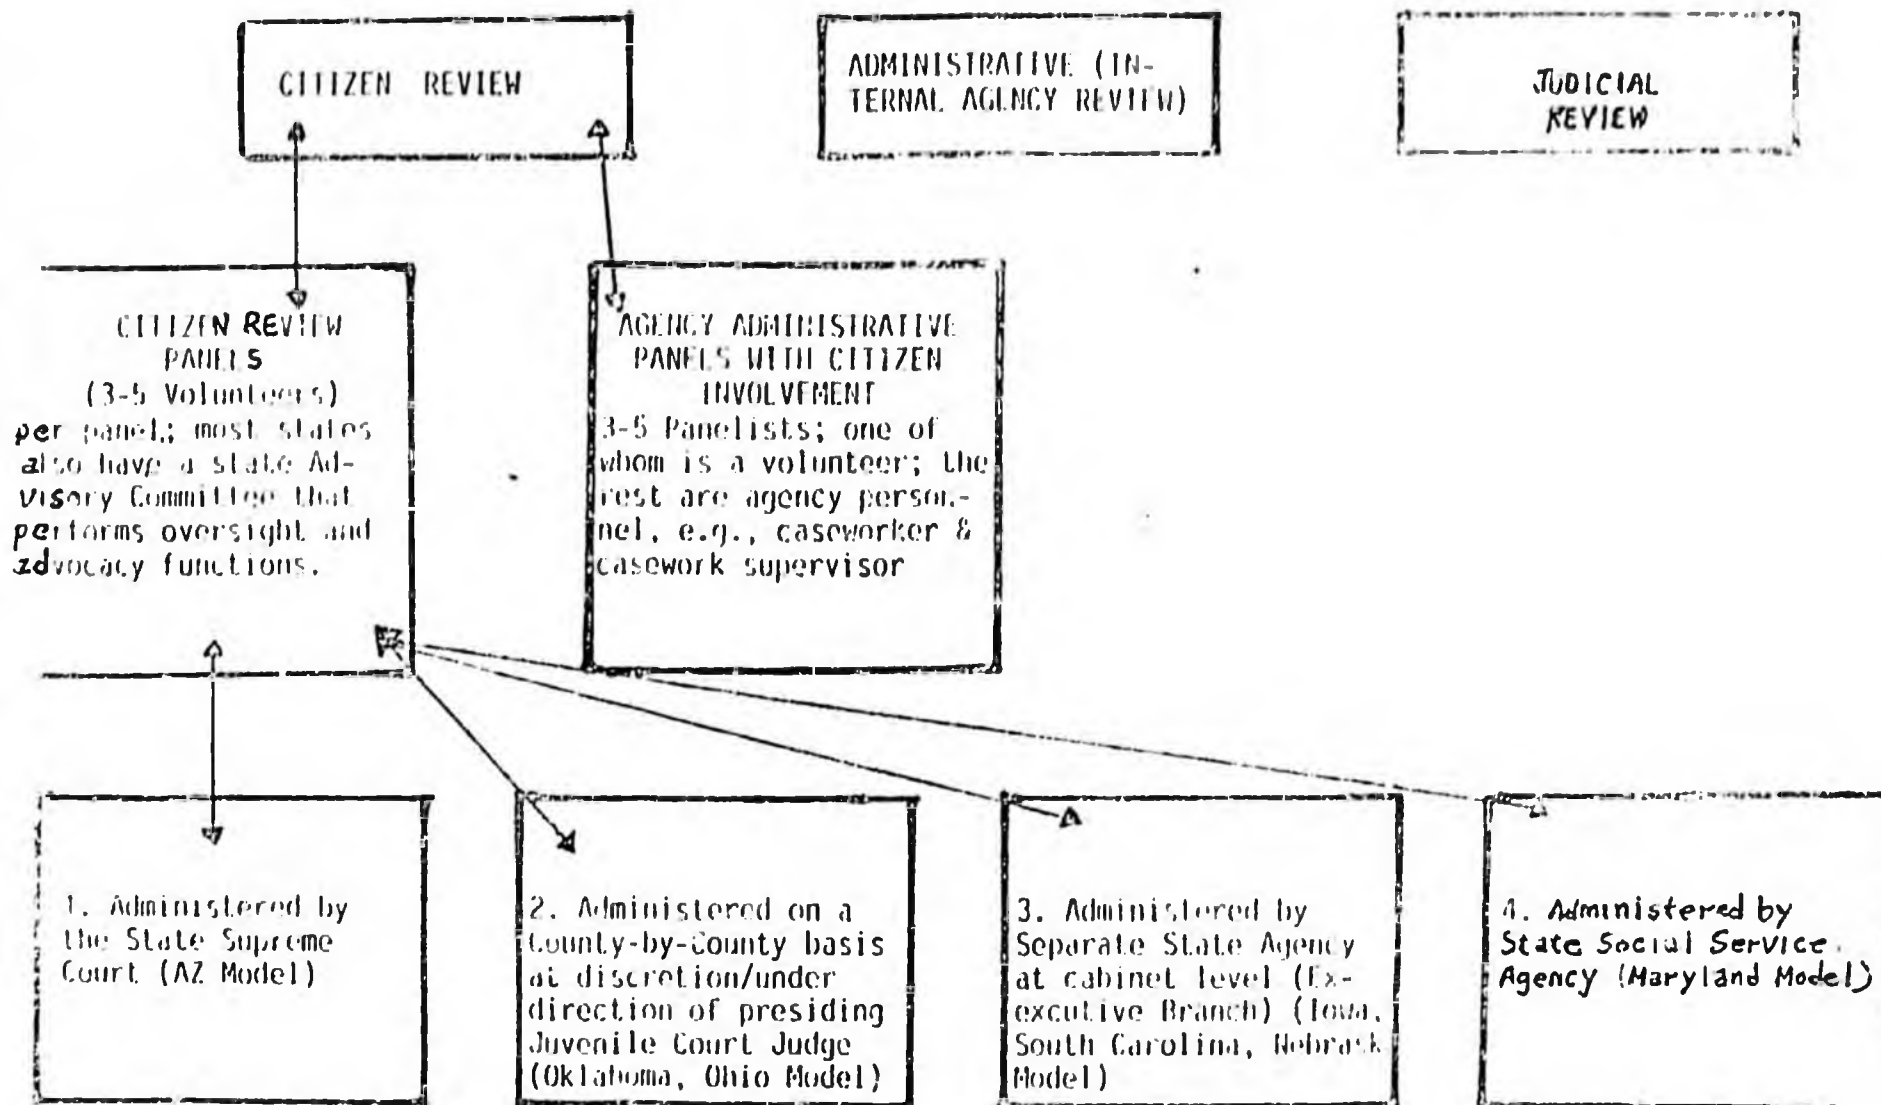 CITIZEN REVIEW
ADMINISTRATIVE (IN-
TERNAL AGENCY REVIEW)
JUDICIAL
REVIEW
CITIZEN REVIEW
PANELS
(3-5 Volunteers)
per panel; most states
also have a state Ad-
visory Committee that
performs oversight and
advocacy functions.
AGENCY ADMINISTRATIVE
PANELS WITH CITIZEN
INVOLVEMENT
3-5 Panelists; one of
whom is a volunteer; the
rest are agency person-
nel, e.g., caseworker &
casework supervisor
1. Administered by
the State Supreme
Court (AZ Model)
2. Administered on a
County-by-County basis
at discretion/under
direction of presiding
Juvenile Court Judge
(Oklahoma, Ohio Model)
3. Administered by
Separate State Agency
at cabinet level (Ex-
executive Branch) (Iowa,
South Carolina, Nebrask
Model)
4. Administered by
State Social Service
Agency (Maryland Model)